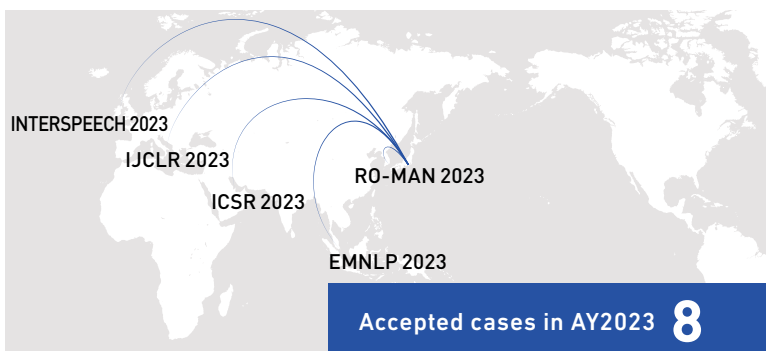 INTERSPEECH 2023
IJCLR 2023
RO-MAN 2023
ICSR 2023
EMNLP 2023
Accepted cases in AY2023 8